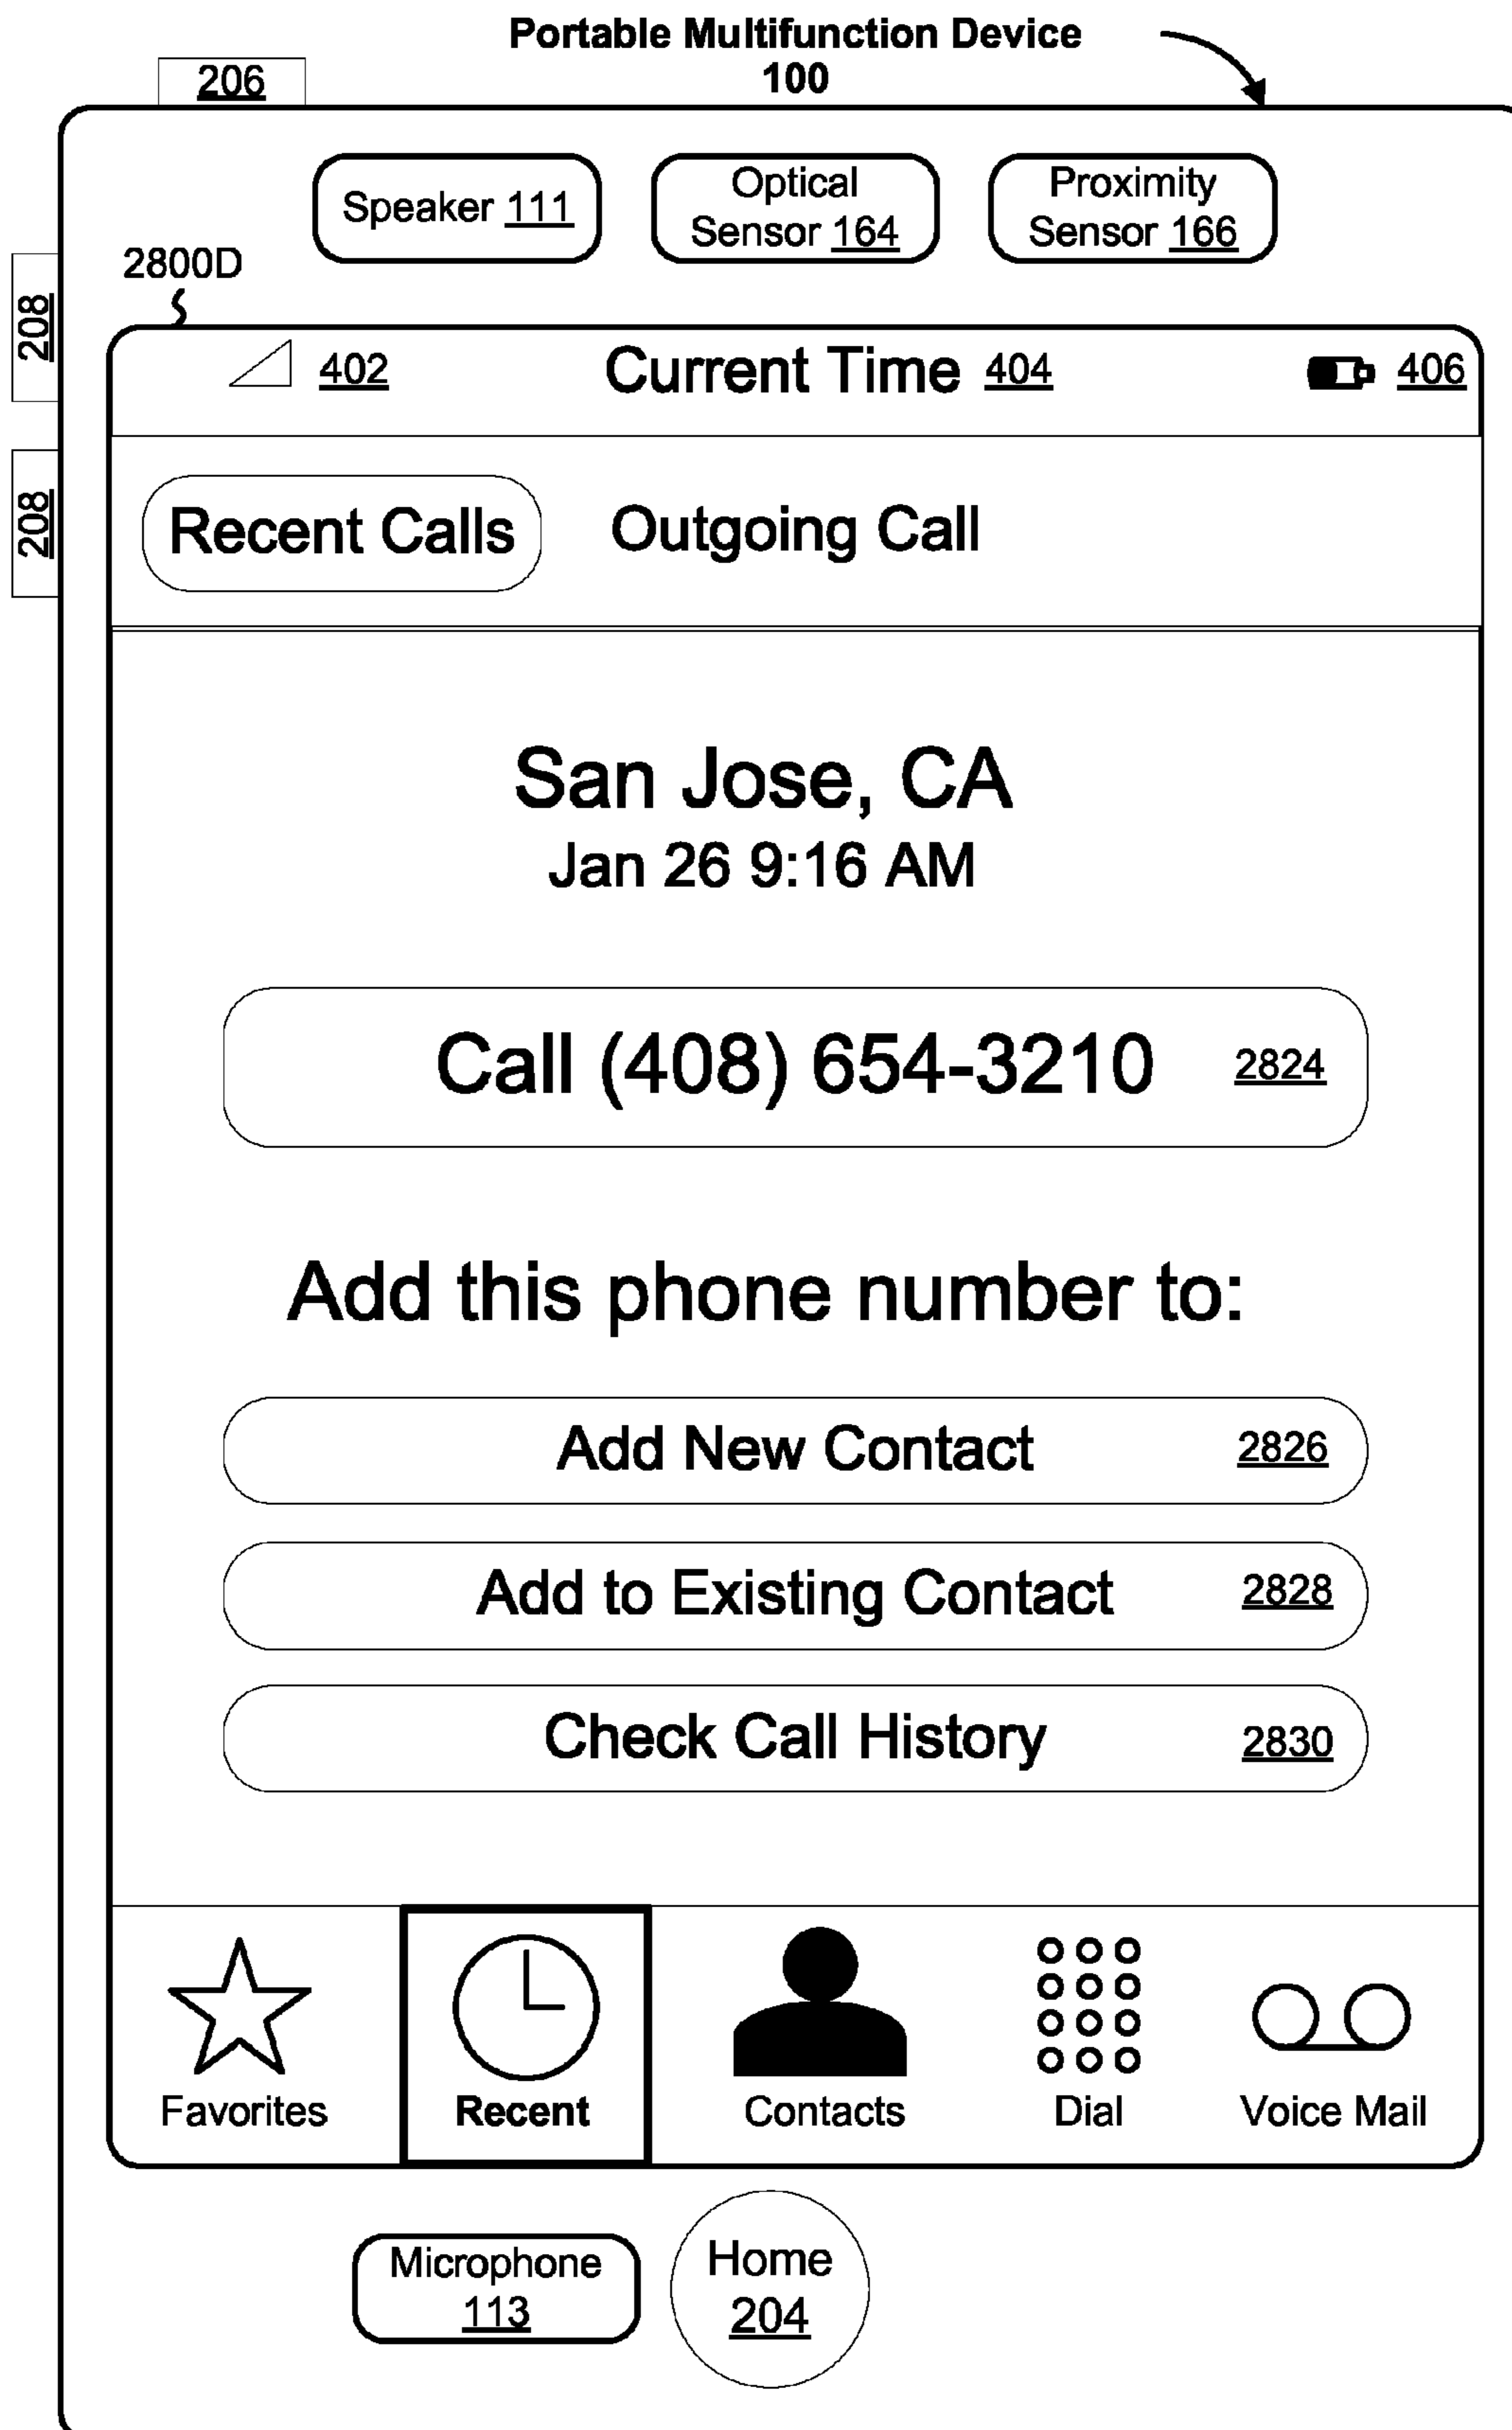 Portable Multifunction Device
100
206
Speaker 111
Optical
Sensor 164
Proximity
Sensor 166
2800D
208
208
402
Current Time 404
406
Recent Calls
Outgoing Call
San Jose, CA
Jan 26 9:16 AM
Call (408) 654-3210
2824
Add this phone number to:
Add New Contact
2826
Add to Existing Contact
2828
Check Call History
2830
Favorites
Recent
Contacts
Dial
Voice Mail
Microphone
113
Home
204